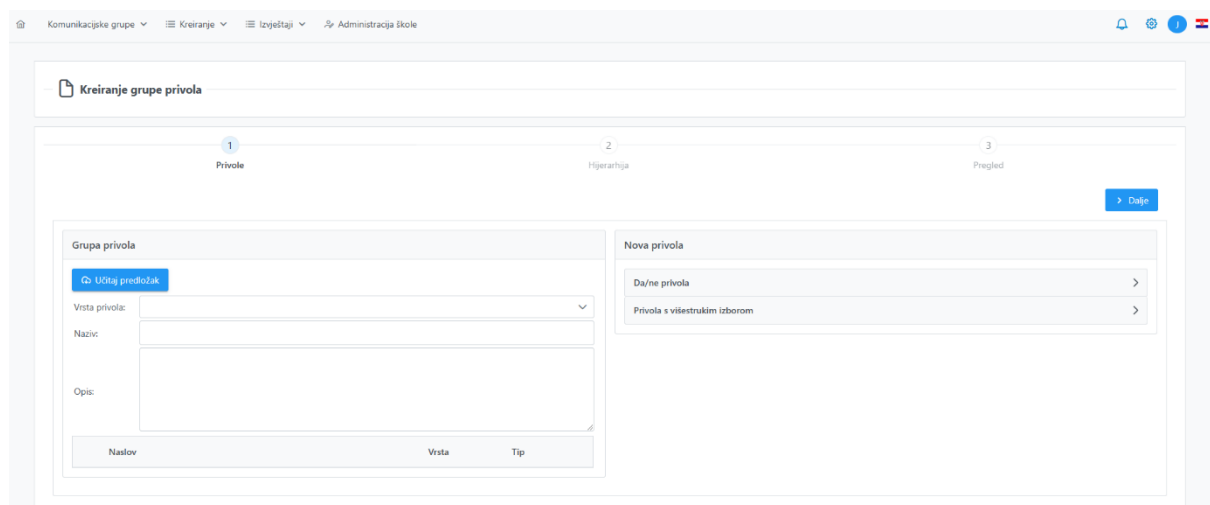 Komunikacijske grupe Kreiranje Izvještaji Administracija škole J
Kreiranje grupe privola
1 2 3
Privole Hijerarhija Pregled
Dalje
Grupa privola
Učitaj predložak
Vrsta privola:
Naziv:
Opis:
Naslov Vrsta Tip
Nova privola
Da/ne privola
Privola s višestrukim izborom